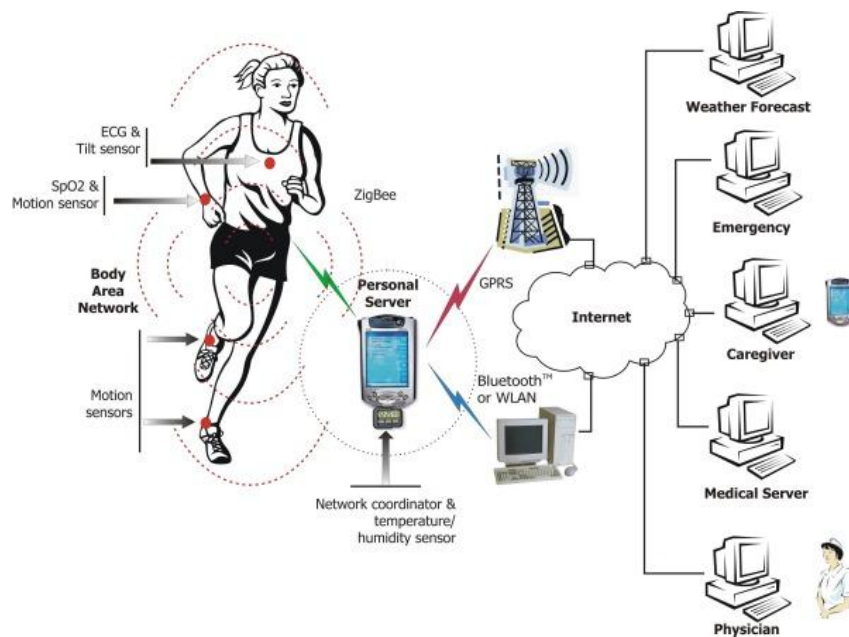 ECG &
Tilt sensor
SpO2 &
Motion sensor
Body
Area
Network
Motion
sensors
ZigBee
Personal
Server
Network coordinator &
temperature/
humidity sensor
GPRS
Bluetooth™
or WLAN
Internet
Weather Forecast
Emergency
Caregiver
Medical Server
Physician